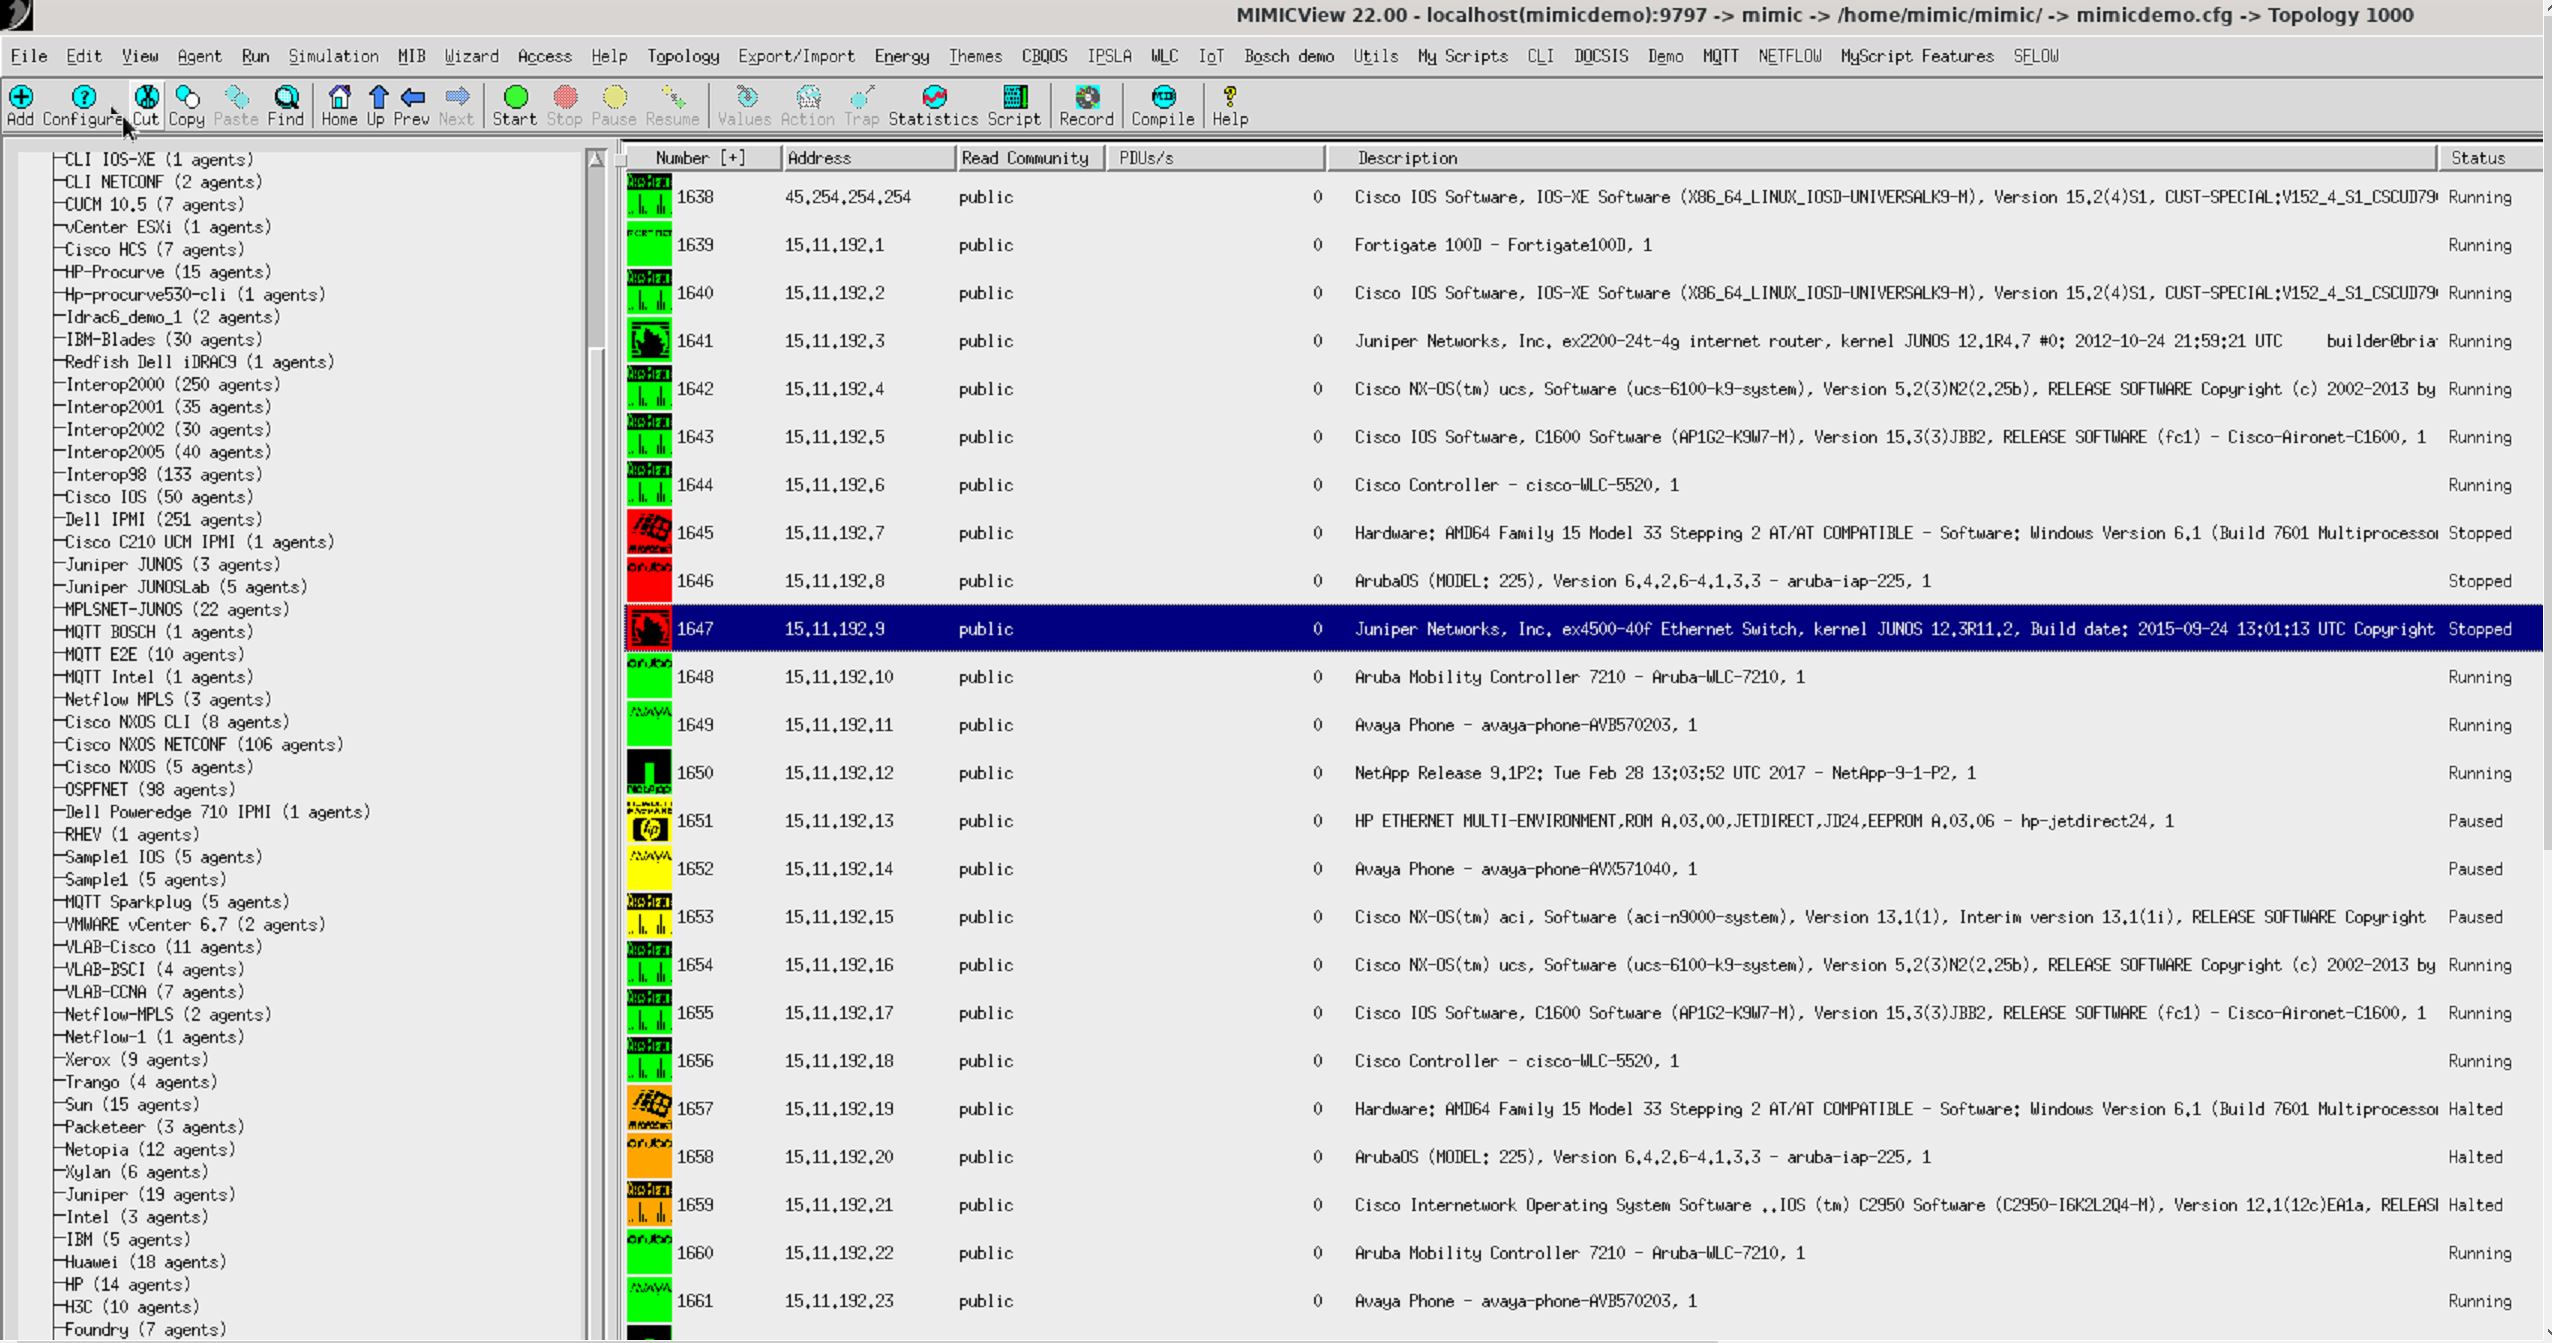 MIMICView 22.00 - localhost(mimicdemo):9797 -> mimic -> /home/mimic/mimic/ -> mimicdemo.cfg -> Topology 1000
File Edit View Agent Run Simulation MIB Wizard Access Help Topology Export/Import Energy Themes CBQOS IPSLA WLC IoT Bosch demo Utils My Scripts CLI DOCSIS Demo MQTT NETFLOW MyScript Features SFLOW
Add Configure Cut Copy Paste Find Home Up Prev Next Start Stop Pause Resume Values Action Trap Statistics Script Record Compile Help
CLI IOS-XE (1 agents)
CLI NETCONF (2 agents)
CUCM 10.5 (7 agents)
vCenter ESXi (1 agents)
Cisco HCS (7 agents)
HP-Procurve (15 agents)
Hp-procurve530-cli (1 agents)
Idrac6_demo_1 (2 agents)
IBM-Blades (30 agents)
Redfish Dell iDRAC9 (1 agents)
Interop2000 (250 agents)
Interop2001 (35 agents)
Interop2002 (30 agents)
Interop2005 (40 agents)
Interop98 (133 agents)
Cisco IOS (50 agents)
Dell IPMI (251 agents)
Cisco C210 UCM IPMI (1 agents)
Juniper JUNOS (3 agents)
Juniper JUNOSLab (5 agents)
MPLSNET-JUNOS (22 agents)
MQTT BOSCH (1 agents)
MQTT E2E (10 agents)
MQTT Intel (1 agents)
Netflow MPLS (3 agents)
Cisco NXOS CLI (8 agents)
Cisco NXOS NETCONF (106 agents)
Cisco NXOS (5 agents)
OSPFNET (98 agents)
Dell Poweredge 710 IPMI (1 agents)
RHEV (1 agents)
Sample1 IOS (5 agents)
Sample1 (5 agents)
MQTT Sparkplug (5 agents)
VMWARE vCenter 6.7 (2 agents)
VLAB-Cisco (11 agents)
VLAB-BSCI (4 agents)
VLAB-CCNA (7 agents)
Netflow-MPLS (2 agents)
Netflow-1 (1 agents)
Xerox (9 agents)
Trango (4 agents)
Sun (15 agents)
Packeteer (3 agents)
Netopia (12 agents)
Xylan (6 agents)
Juniper (19 agents)
Intel (3 agents)
IBM (5 agents)
Huawei (18 agents)
HP (14 agents)
H3C (10 agents)
Foundry (7 agents)
Number [+] Address Read Community PDUs/s Description Status
1638 45.254.254.254 public 0 Cisco IOS Software, IOS-XE Software (X86_64_LINUX_IOSD-UNIVERSALK9-M), Version 15.2(4)S1, CUST-SPECIAL:V152_4_S1_CSCUD79 Running
1639 15.11.192.1 public 0 Fortigate 100D - Fortigate100D, 1 Running
1640 15.11.192.2 public 0 Cisco IOS Software, IOS-XE Software (X86_64_LINUX_IOSD-UNIVERSALK9-M), Version 15.2(4)S1, CUST-SPECIAL:V152_4_S1_CSCUD79 Running
1641 15.11.192.3 public 0 Juniper Networks, Inc. ex2200-24t-4g internet router, kernel JUNOS 12.1R4.7 #0: 2012-10-24 21:59:21 UTC builder@bria Running
1642 15.11.192.4 public 0 Cisco NX-OS(tm) ucs, Software (ucs-6100-k9-system), Version 5.2(3)N2(2.25b), RELEASE SOFTWARE Copyright (c) 2002-2013 by Running
1643 15.11.192.5 public 0 Cisco IOS Software, C1600 Software (AP1G2-K9W7-M), Version 15.3(3)JBB2, RELEASE SOFTWARE (fc1) - Cisco-Aironet-C1600, 1 Running
1644 15.11.192.6 public 0 Cisco Controller - cisco-WLC-5520, 1 Running
1645 15.11.192.7 public 0 Hardware: AMD64 Family 15 Model 33 Stepping 2 AT/AT COMPATIBLE - Software: Windows Version 6.1 (Build 7601 Multiprocessor Stopped
1646 15.11.192.8 public 0 ArubaOS (MODEL: 225), Version 6.4.2.6-4.1.3.3 - aruba-iap-225, 1 Stopped
1647 15.11.192.9 public 0 Juniper Networks, Inc. ex4500-40f Ethernet Switch, kernel JUNOS 12.3R11.2, Build date: 2015-09-24 13:01:13 UTC Copyright Stopped
1648 15.11.192.10 public 0 Aruba Mobility Controller 7210 - Aruba-WLC-7210, 1 Running
1649 15.11.192.11 public 0 Avaya Phone - avaya-phone-AVB570203, 1 Running
1650 15.11.192.12 public 0 NetApp Release 9.1P2: Tue Feb 28 13:03:52 UTC 2017 - NetApp-9-1-P2, 1 Running
1651 15.11.192.13 public 0 HP ETHERNET MULTI-ENVIRONMENT,ROM A.03.00,JETDIRECT,JD24,EEPROM A.03.06 - hp-jetdirect24, 1 Paused
1652 15.11.192.14 public 0 Avaya Phone - avaya-phone-AVX571040, 1 Paused
1653 15.11.192.15 public 0 Cisco NX-OS(tm) aci, Software (aci-n9000-system), Version 13.1(1), Interim version 13.1(1i), RELEASE SOFTWARE Copyright Paused
1654 15.11.192.16 public 0 Cisco NX-OS(tm) ucs, Software (ucs-6100-k9-system), Version 5.2(3)N2(2.25b), RELEASE SOFTWARE Copyright (c) 2002-2013 by Running
1655 15.11.192.17 public 0 Cisco IOS Software, C1600 Software (AP1G2-K9W7-M), Version 15.3(3)JBB2, RELEASE SOFTWARE (fc1) - Cisco-Aironet-C1600, 1 Running
1656 15.11.192.18 public 0 Cisco Controller - cisco-WLC-5520, 1 Running
1657 15.11.192.19 public 0 Hardware: AMD64 Family 15 Model 33 Stepping 2 AT/AT COMPATIBLE - Software: Windows Version 6.1 (Build 7601 Multiprocessor Halted
1658 15.11.192.20 public 0 ArubaOS (MODEL: 225), Version 6.4.2.6-4.1.3.3 - aruba-iap-225, 1 Halted
1659 15.11.192.21 public 0 Cisco Internetwork Operating System Software ..IOS (tm) C2950 Software (C2950-I6K2L2Q4-M), Version 12.1(12c)EA1a, RELEAS Halted
1660 15.11.192.22 public 0 Aruba Mobility Controller 7210 - Aruba-WLC-7210, 1 Running
1661 15.11.192.23 public 0 Avaya Phone - avaya-phone-AVB570203, 1 Running